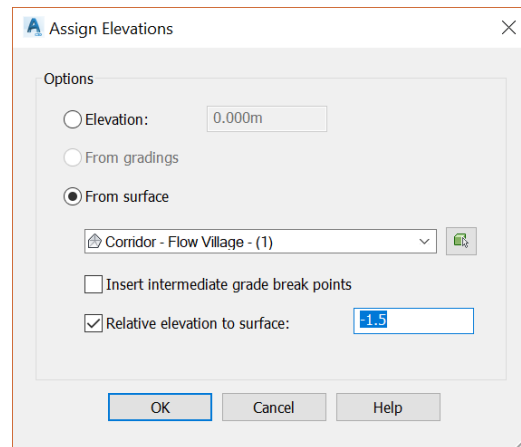 Assign Elevations
Options
Elevation: 0.000m
From gradings
From surface
Corridor - Flow Village - (1)
Insert intermediate grade break points
Relative elevation to surface: -1.5
OK Cancel Help